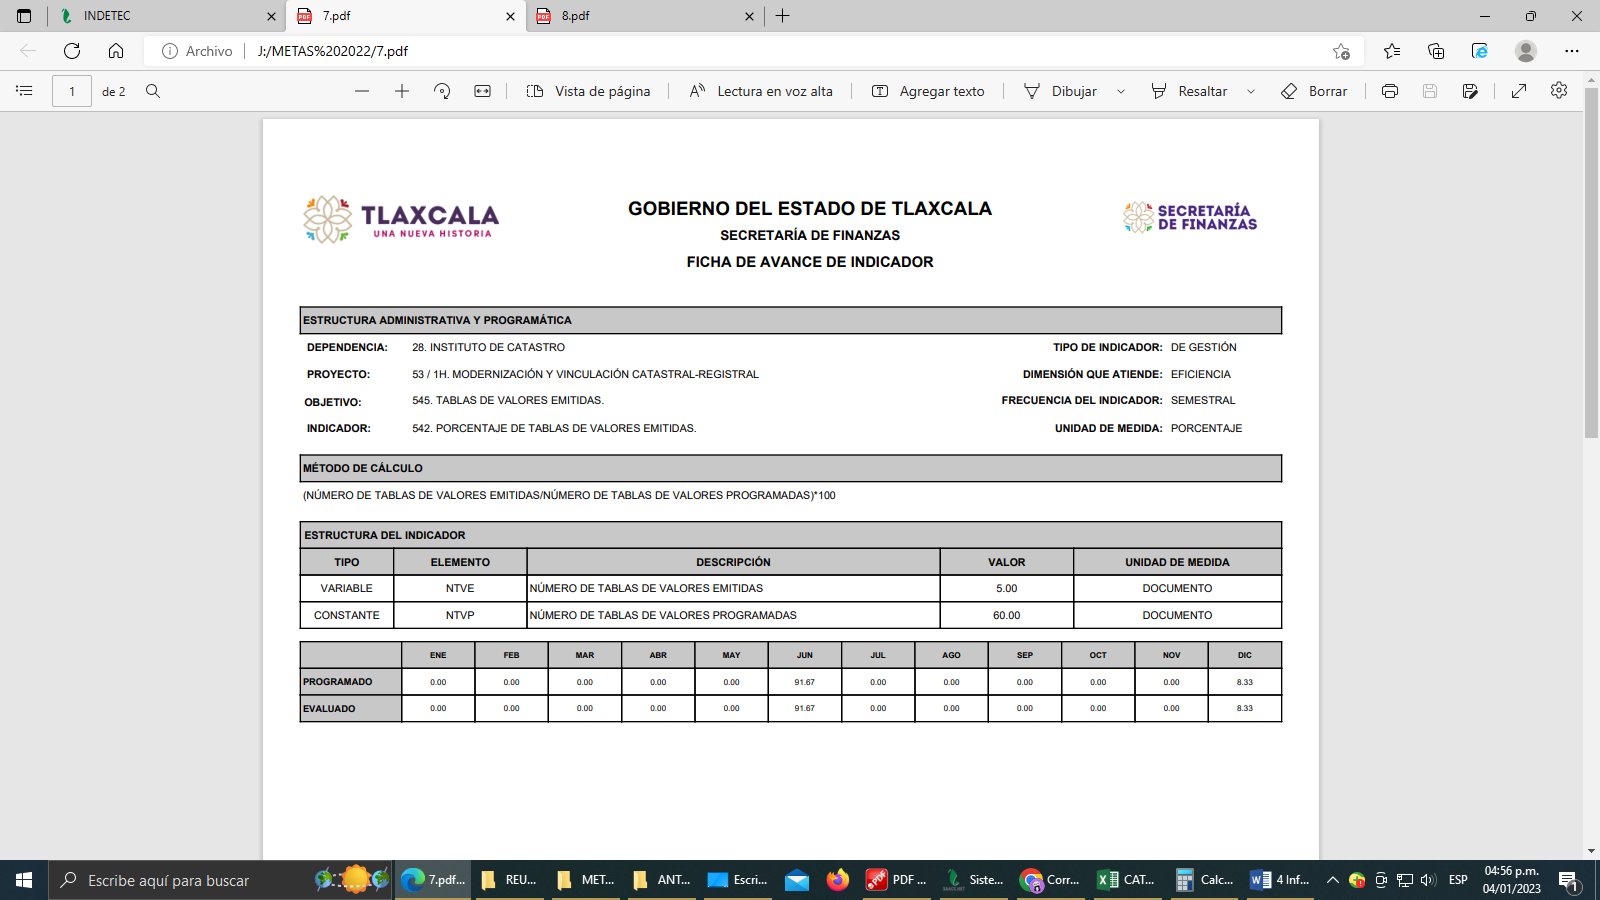 INDETEC
7.pdf
8.pdf
Archivo
J:/METAS%202022/7.pdf
1
de 2
Vista de página
Lectura en voz alta
Agregar texto
Dibujar
Resaltar
Borrar
TLAXCALA
UNA NUEVA HISTORIA
GOBIERNO DEL ESTADO DE TLAXCALA
SECRETARÍA DE FINANZAS
FICHA DE AVANCE DE INDICADOR
SECRETARÍA
DE FINANZAS
ESTRUCTURA ADMINISTRATIVA Y PROGRAMÁTICA
DEPENDENCIA: 28. INSTITUTO DE CATASTRO TIPO DE INDICADOR: DE GESTIÓN
PROYECTO: 53 / 1H. MODERNIZACIÓN Y VINCULACIÓN CATASTRAL-REGISTRAL DIMENSIÓN QUE ATIENDE: EFICIENCIA
OBJETIVO: 545. TABLAS DE VALORES EMITIDAS. FRECUENCIA DEL INDICADOR: SEMESTRAL
INDICADOR: 542. PORCENTAJE DE TABLAS DE VALORES EMITIDAS. UNIDAD DE MEDIDA: PORCENTAJE
MÉTODO DE CÁLCULO
(NÚMERO DE TABLAS DE VALORES EMITIDAS/NÚMERO DE TABLAS DE VALORES PROGRAMADAS)*100
ESTRUCTURA DEL INDICADOR
TIPO ELEMENTO DESCRIPCIÓN VALOR UNIDAD DE MEDIDA
VARIABLE NTVE NÚMERO DE TABLAS DE VALORES EMITIDAS 5.00 DOCUMENTO
CONSTANTE NTVP NÚMERO DE TABLAS DE VALORES PROGRAMADAS 60.00 DOCUMENTO
ENE FEB MAR ABR MAY JUN JUL AGO SEP OCT NOV DIC
PROGRAMADO 0.00 0.00 0.00 0.00 0.00 91.67 0.00 0.00 0.00 0.00 0.00 8.33
EVALUADO 0.00 0.00 0.00 0.00 0.00 91.67 0.00 0.00 0.00 0.00 0.00 8.33
Escribe aquí para buscar
7.pdf...
REU...
MET...
ANT...
Escri...
PDF ...
Siste...
Corr...
CAT...
Calc...
4 Inf...
ESP
04:56 p.m.
04/01/2023
1